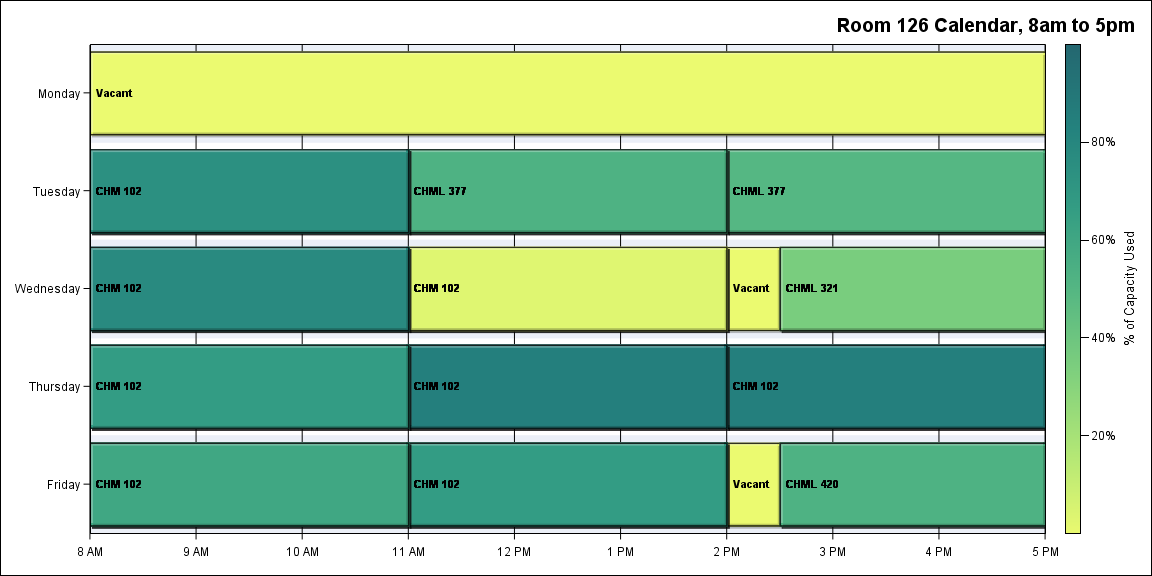 Room 126 Calendar, 8am to 5pm
Monday
Vacant
Tuesday
CHM 102
CHML 377
CHML 377
Wednesday
CHM 102
CHM 102
Vacant
CHML 321
Thursday
CHM 102
CHM 102
CHM 102
Friday
CHM 102
CHM 102
Vacant
CHML 420
8 AM
9 AM
10 AM
11 AM
12 PM
1 PM
2 PM
3 PM
4 PM
5 PM
80%
60%
40%
20%
% of Capacity Used